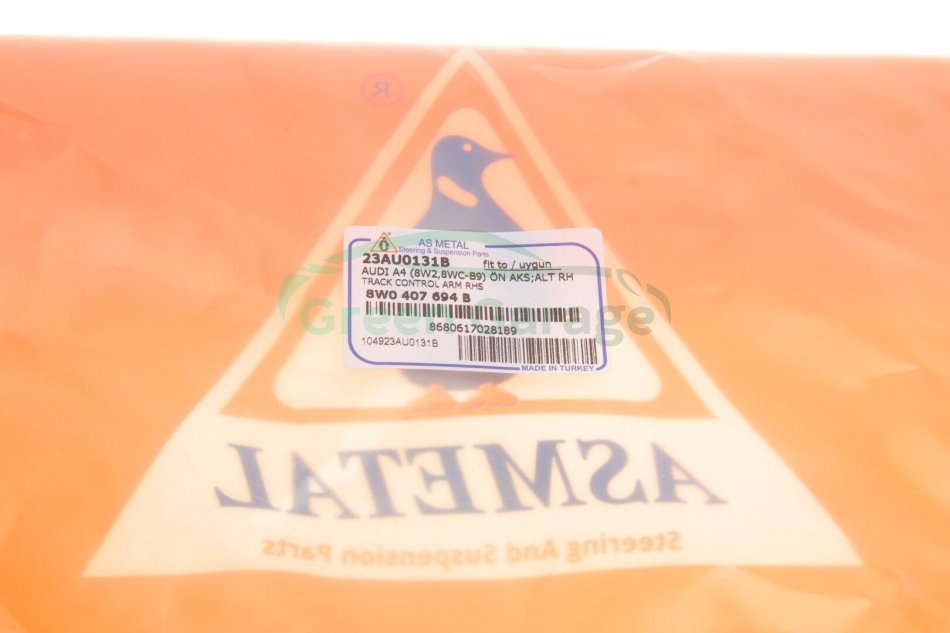 ®
AS METAL
Steering & Suspension Parts
23AU0131B fit to / uygun
AUDI A4 (8W2,8WC-B9) ÖN AKS;ALT RH
TRACK CONTROL ARM RHS
8W0 407 694 B
Green Garage
8680617028189
104923AU0131B
MADE IN TURKEY
ASMETAL
Steering And Suspension Parts